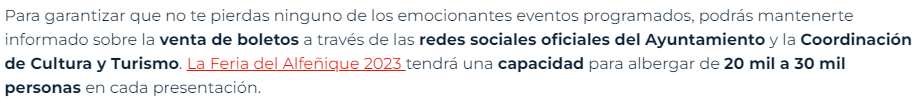 Para garantizar que no te pierdas ninguno de los emocionantes eventos programados, podrás mantenerte
informado sobre la venta de boletos a través de las redes sociales oficiales del Ayuntamiento y la Coordinación
de Cultura y Turismo. La Feria del Alfeñique 2023 tendrá una capacidad para albergar de 20 mil a 30 mil
personas en cada presentación.